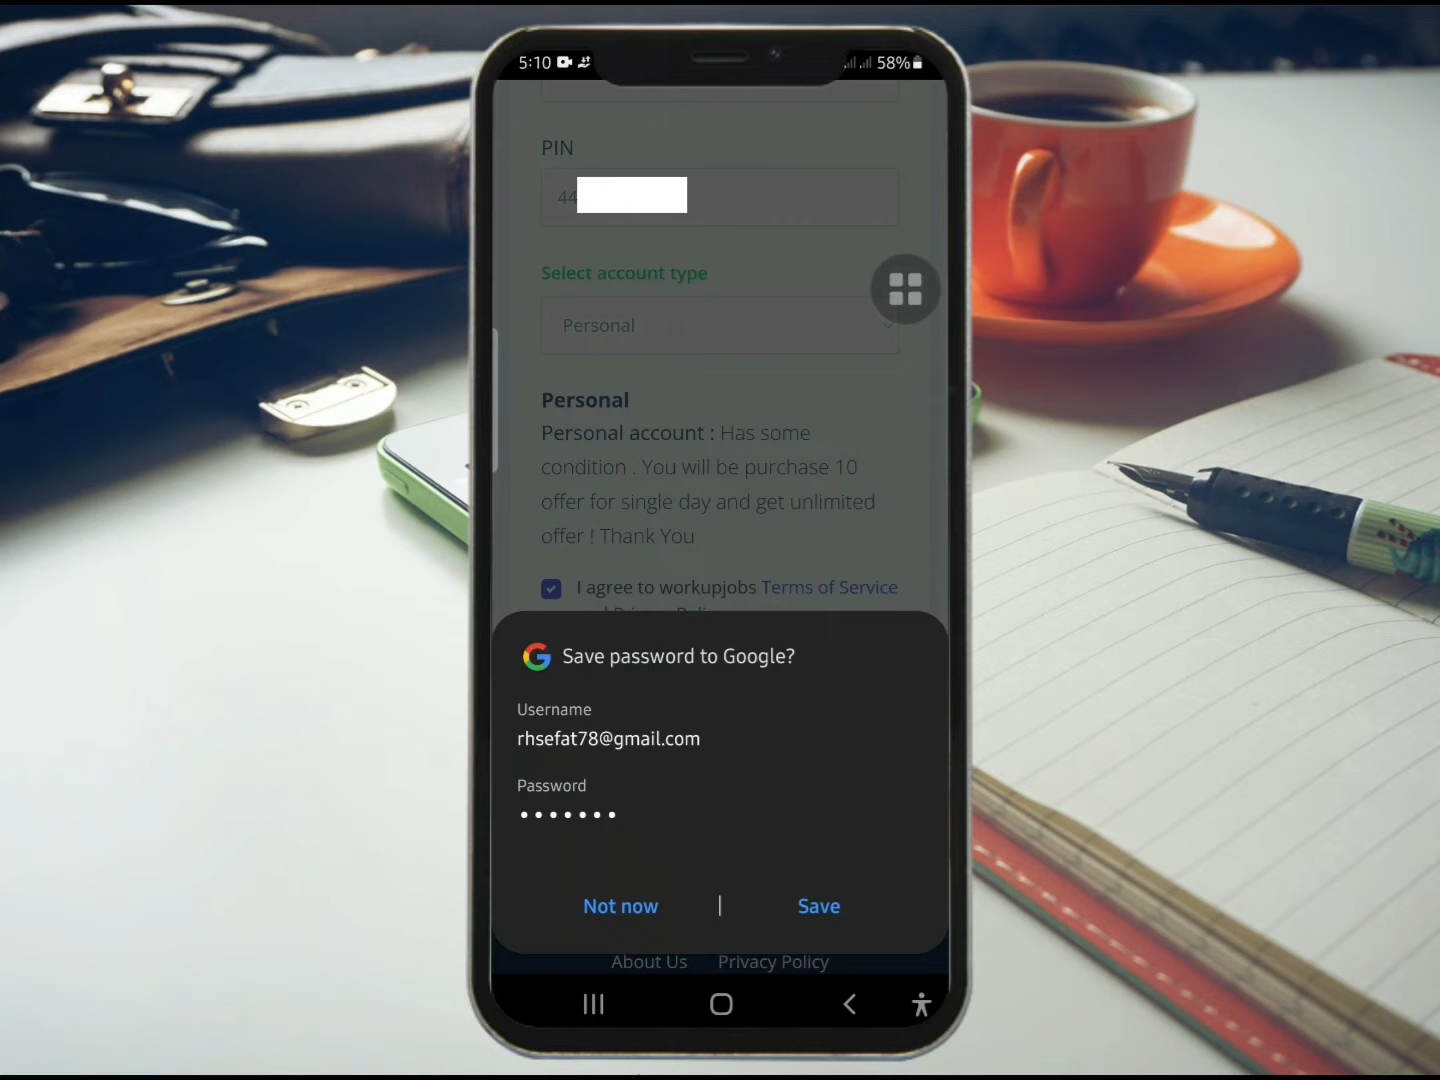 5:10
58%
PIN
44
Select account type
Personal
Personal
Personal account : Has some
condition . You will be purchase 10
offer for single day and get unlimited
offer ! Thank You
I agree to workupjobs Terms of Service
Save password to Google?
Username
rhsefat78@gmail.com
Password
Not now | Save
About Us Privacy Policy